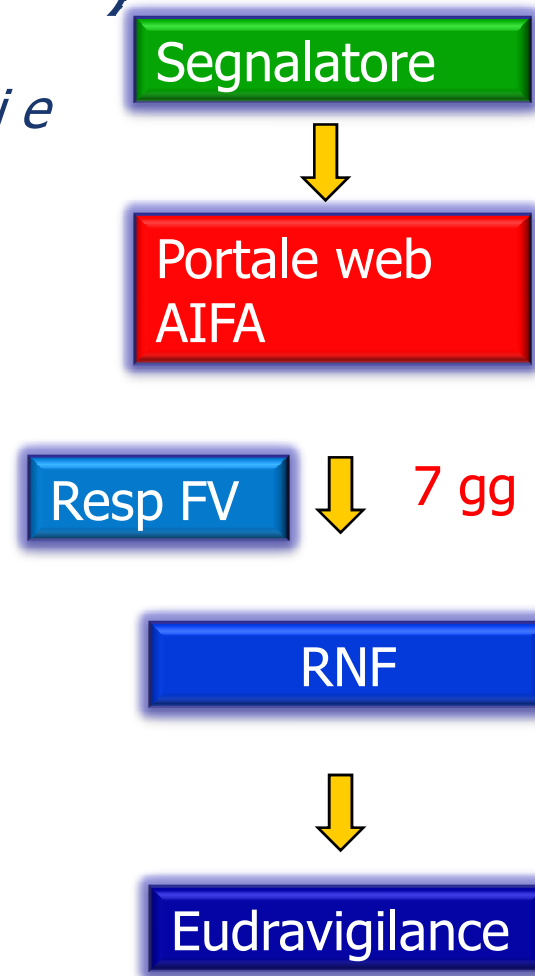 Segnalatore
i e
Portale web
AIFA
Resp FV
7 gg
RNF
Eudravigilance